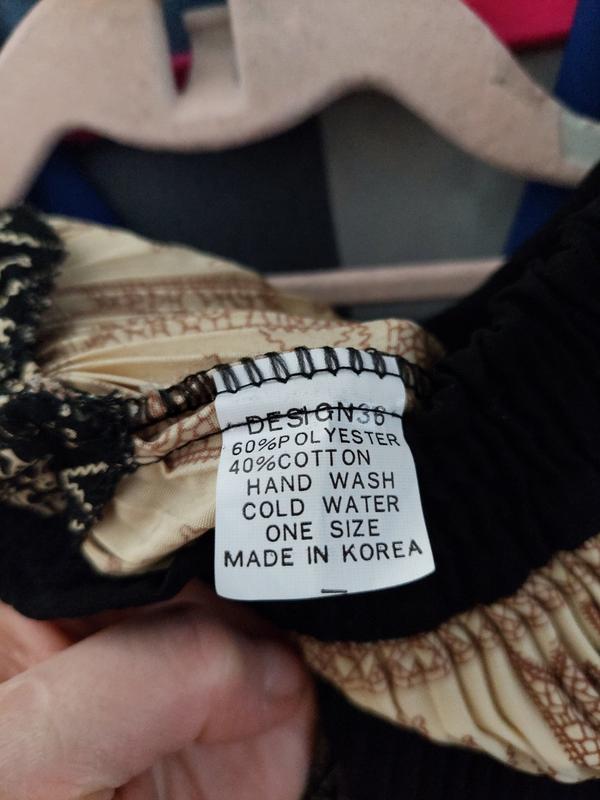 DESIGN36
60%POLYESTER
40%COTTON
HAND WASH
COLD WATER
ONE SIZE
MADE IN KOREA